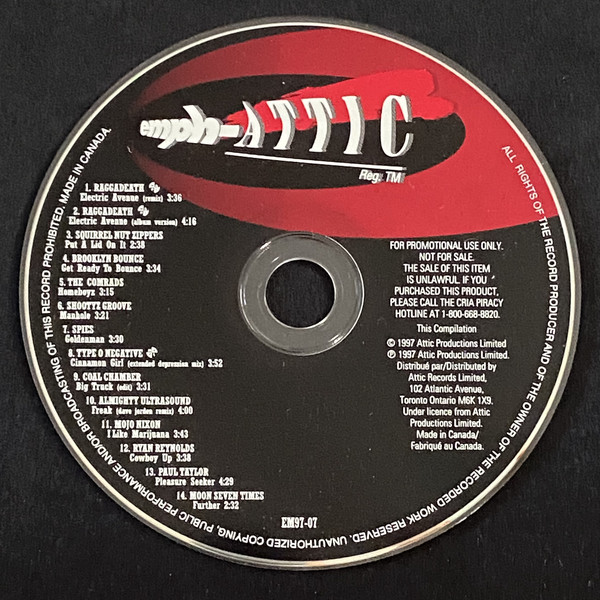 emph-ATTIC
Reg. TM
1. RAGGADEATH
Electric Avenue (remix) 3:36
2. RAGGADEATH
Electric Avenue (album version) 4:16
3. SQUIRREL NUT ZIPPERS
Put A Lid On It 2:38
4. BROOKLYN BOUNCE
Get Ready To Bounce 3:34
5. THE COMRADS
Homeboyz 3:15
6. SHOOTYZ GROOVE
Manhole 3:21
7. SPIES
Goldenman 3:30
8. TYPE O NEGATIVE
Cinnamon Girl (extended depression mix) 3:52
9. COAL CHAMBER
Big Truck (edit) 3:31
10. ALMIGHTY ULTRASOUND
Freak (dave jarden remix) 4:00
11. MOJO NIXON
I Like Marijuana 3:43
12. RYAN REYNOLDS
Cowboy Up 3:38
13. PAUL TAYLOR
Pleasure Seeker 4:29
14. MOON SEVEN TIMES
Further 2:32
EM97-07
FOR PROMOTIONAL USE ONLY.
NOT FOR SALE.
THE SALE OF THIS ITEM
IS UNLAWFUL. IF YOU
PURCHASED THIS PRODUCT,
PLEASE CALL THE CRIA PIRACY
HOTLINE AT 1-800-668-8820.
This Compilation
© 1997 Attic Productions Limited
℗ 1997 Attic Productions Limited.
Distribué par/Distributed by
Attic Records Limited,
102 Atlantic Avenue,
Toronto Ontario M6K 1X9.
Under licence from Attic
Productions Limited.
Made in Canada/
Fabriqué au Canada.
ALL RIGHTS OF THE RECORD PRODUCER AND OF THE OWNER OF THE RECORDED WORK RESERVED. UNAUTHORIZED COPYING, PUBLIC PERFORMANCE AND/OR BROADCASTING OF THIS RECORD PROHIBITED. MADE IN CANADA.